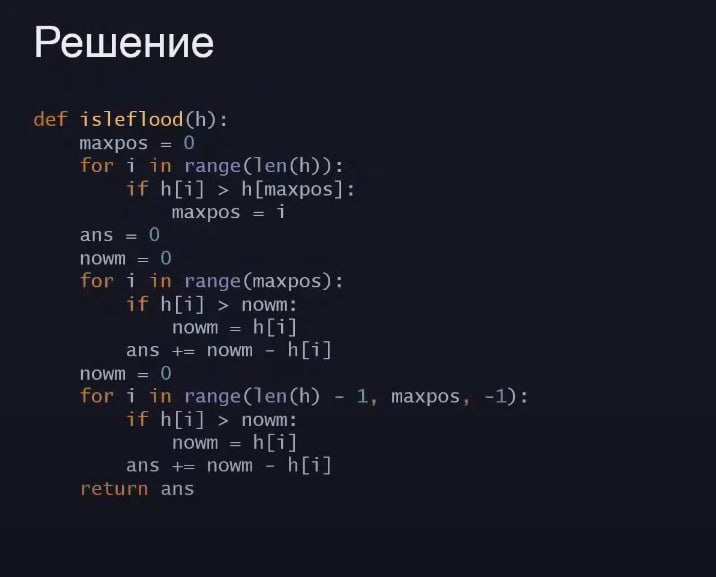 Решение
def isleflood(h):
    maxpos = 0
    for i in range(len(h)):
        if h[i] > h[maxpos]:
            maxpos = i
    ans = 0
    nowm = 0
    for i in range(maxpos):
        if h[i] > nowm:
            nowm = h[i]
        ans += nowm - h[i]
    nowm = 0
    for i in range(len(h) - 1, maxpos, -1):
        if h[i] > nowm:
            nowm = h[i]
        ans += nowm - h[i]
    return ans